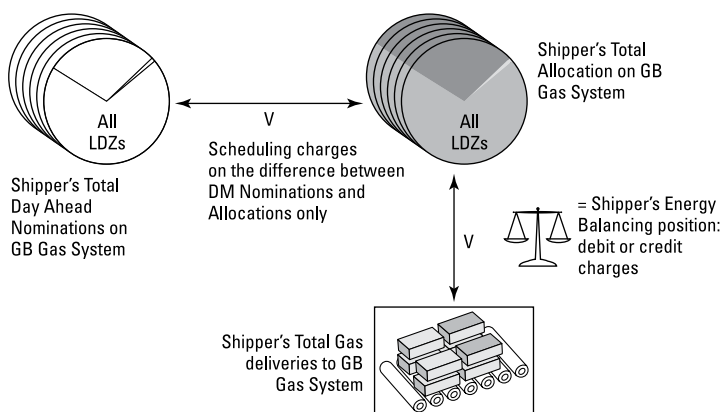 All
LDZs
Shipper's Total
Day Ahead
Nominations on
GB Gas System
V
Scheduling charges
on the difference between
DM Nominations and
Allocations only
All
LDZs
Shipper's Total
Allocation on GB
Gas System
V
= Shipper's Energy
Balancing position:
debit or credit
charges
Shipper's Total Gas
deliveries to GB
Gas System